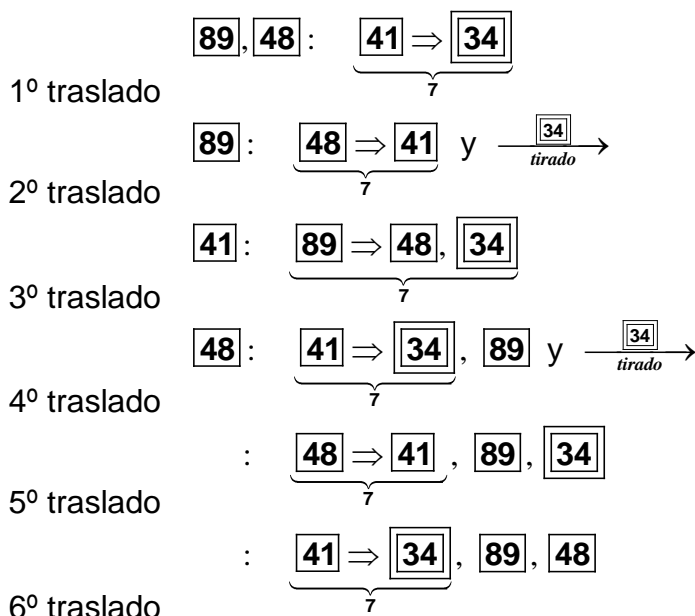 89, 48 : 41 ⇒ 34
7
1º traslado
89 : 48 ⇒ 41 y 34 tirado
7
2º traslado
41 : 89 ⇒ 48, 34
7
3º traslado
48 : 41 ⇒ 34, 89 y 34 tirado
7
4º traslado
: 48 ⇒ 41, 89, 34
7
5º traslado
: 41 ⇒ 34, 89, 48
7
6º traslado